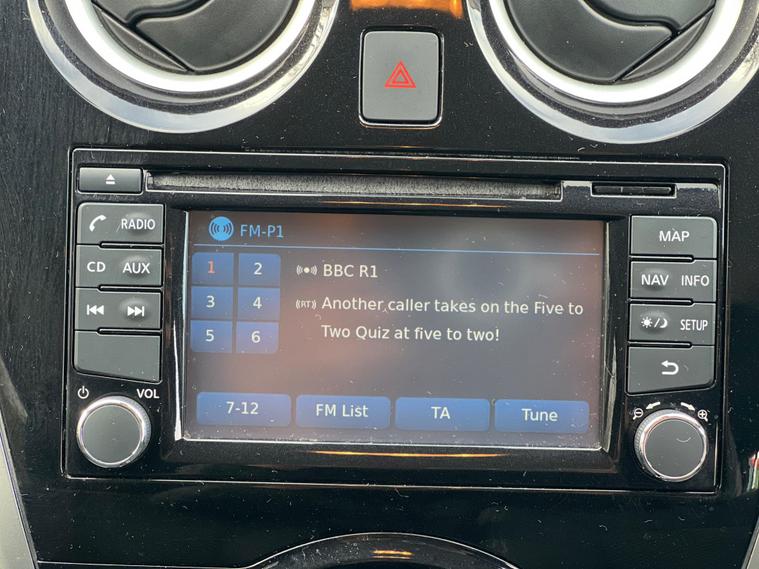 RADIO
CD AUX
VOL
FM-P1
1 2
3 4
5 6
BBC R1
(RT) Another caller takes on the Five to
Two Quiz at five to two!
7-12 FM List TA Tune
MAP
NAV INFO
SETUP